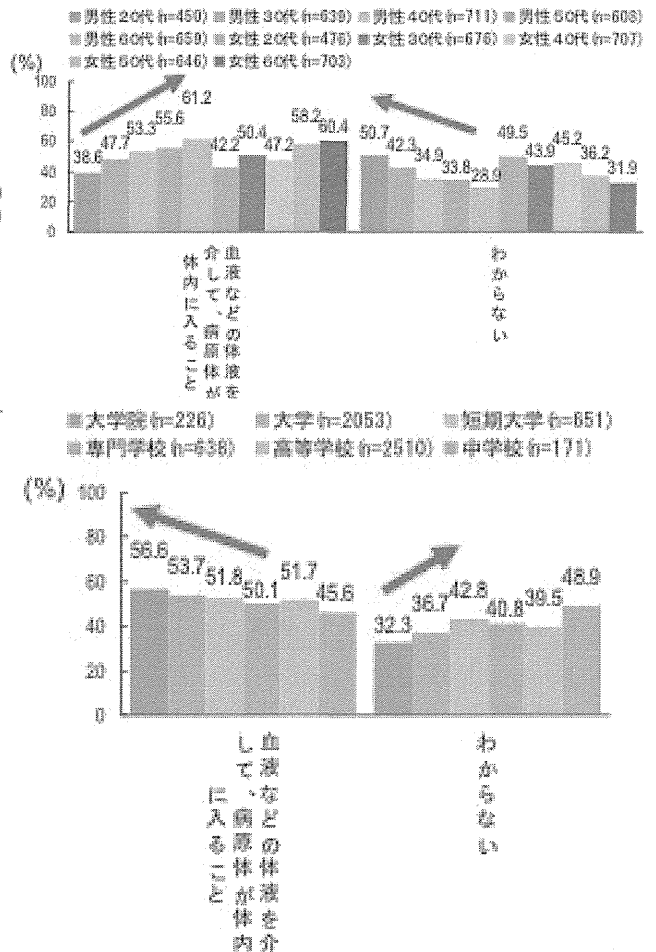 ■男性20代(n=450) ■男性30代(n=639) ■男性40代(n=711) ■男性50代(n=608)
■男性60代(n=659) ■女性20代(n=476) ■女性30代(n=676) ■女性40代(n=707)
■女性50代(n=646) ■女性60代(n=703)
(%)
100
80
60
40
20
0
38.6 47.7 53.3 55.6 61.2 42.2 50.4 47.2 58.2 60.4
50.7 42.3 34.9 33.8 28.9 49.5 43.9 45.2 36.2 31.9
血液などの体液を
介して、病原体が
体内に入ること
わからない
■大学院(n=226) ■大学(n=2053) ■短期大学(n=651)
■専門学校(n=638) ■高等学校(n=2510) ■中学校(n=171)
(%)
100
80
60
40
20
0
56.6 53.7 51.8 50.1 51.7 45.6
32.3 36.7 42.8 40.8 39.5 48.9
血液などの体液を介
して、病原体が体内
に入ること
わからない